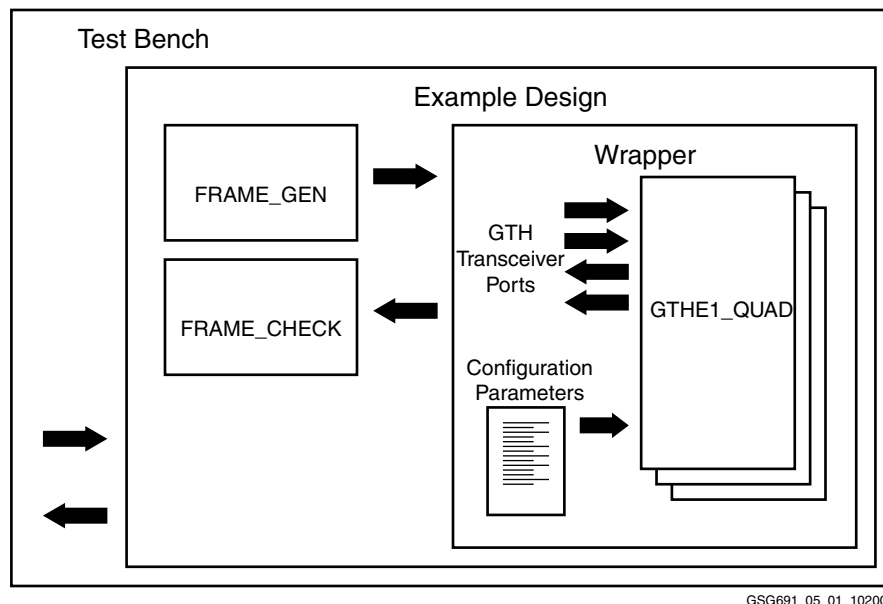 Test Bench
Example Design
FRAME_GEN
Wrapper
GTH
Transceiver
Ports
GTHE1_QUAD
FRAME_CHECK
Configuration
Parameters